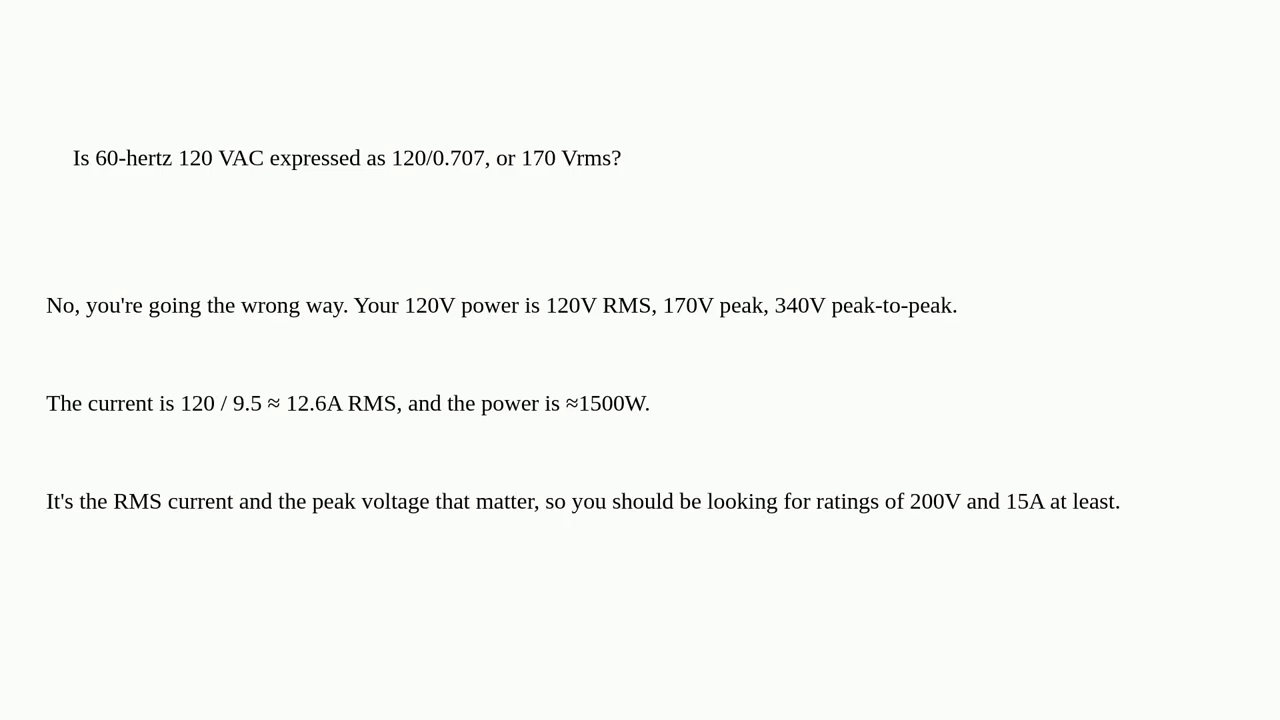 Is 60-hertz 120 VAC expressed as 120/0.707, or 170 Vrms?
No, you're going the wrong way. Your 120V power is 120V RMS, 170V peak, 340V peak-to-peak.
The current is 120 / 9.5 ≈ 12.6A RMS, and the power is ≈1500W.
It's the RMS current and the peak voltage that matter, so you should be looking for ratings of 200V and 15A at least.